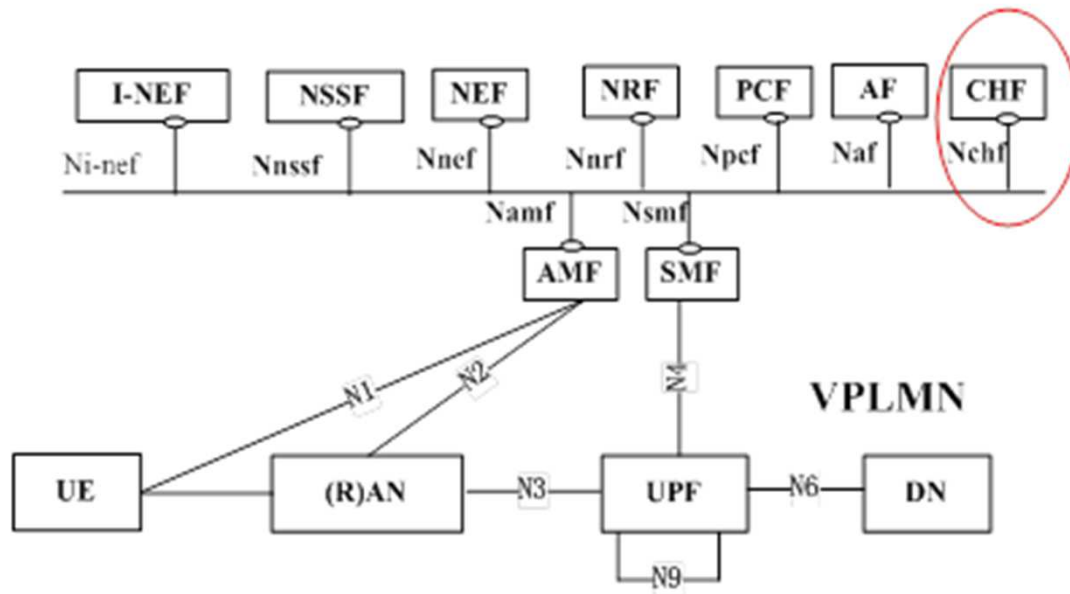 I-NEF NSSF NEF NRF PCF AF CHF
Ni-nef Nnssf Nnef Nnrf Npcf Naf Nchf
Namf Nsmf
AMF SMF
N1 N2 N4
VPLMN
UE (R)AN N3 UPF N6 DN
N9